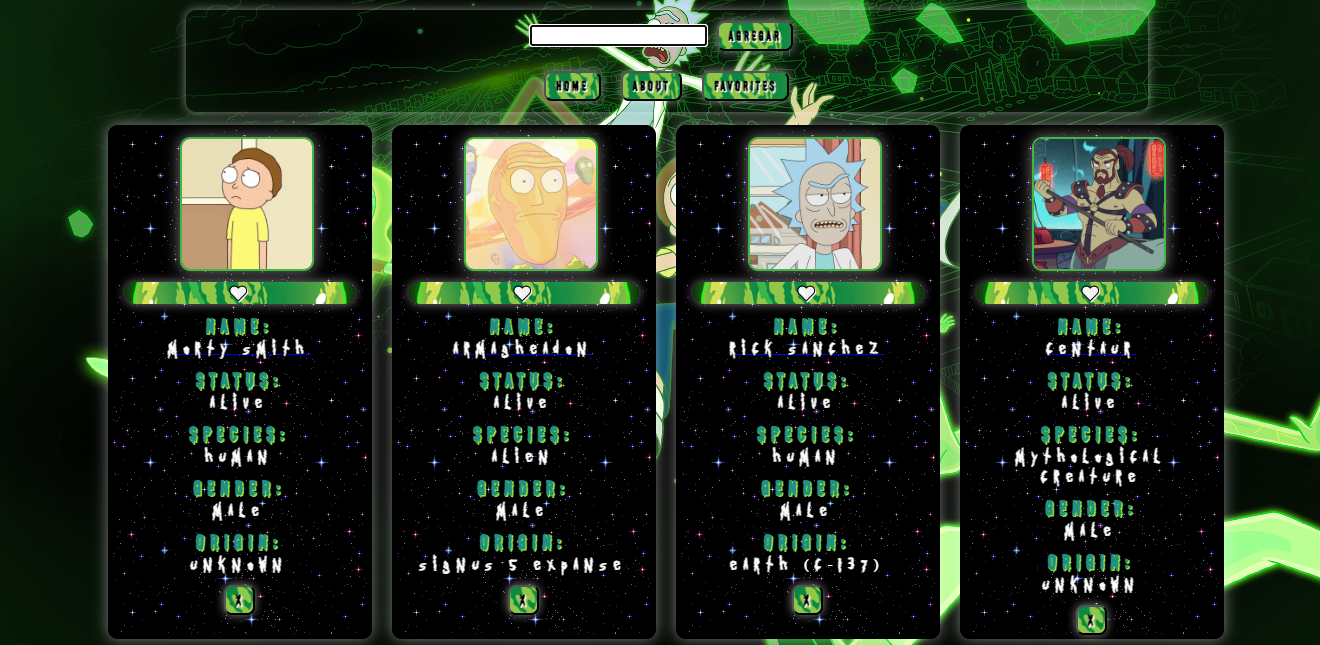 AGREGAR
HOME ABOUT FAVORITES
NAME:
MoRty sMith
STATUS:
ALive
SPECIES:
huMAN
GENDER:
MALe
ORIGIN:
uNKNoWN
X
NAME:
ARMAgheAdoN
STATUS:
ALive
SPECIES:
ALieN
GENDER:
MALe
ORIGIN:
sigNus 5 expANse
X
NAME:
RicK sANcheZ
STATUS:
ALive
SPECIES:
huMAN
GENDER:
MALe
ORIGIN:
eARth (C-137)
X
NAME:
CeNtAuR
STATUS:
ALive
SPECIES:
MythoLogicAL
CReAtuRe
GENDER:
MALe
ORIGIN:
uNKNoWN
X